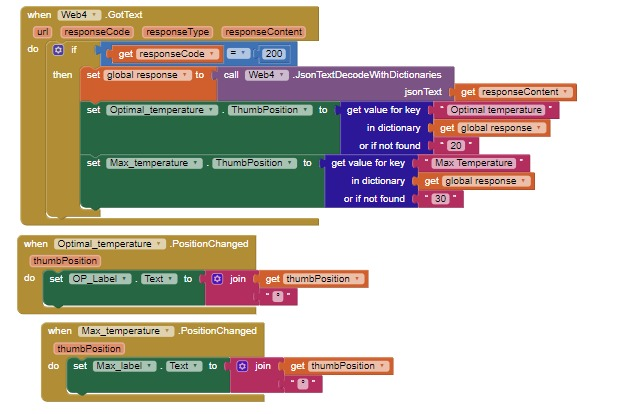 when Web4 .GotText
url responseCode responseType responseContent
do if get responseCode = 200
then set global response to call Web4 .JsonTextDecodeWithDictionaries
jsonText get responseContent
set Optimal_temperature . ThumbPosition to get value for key " Optimal temperature "
in dictionary get global response
or if not found " 20 "
set Max_temperature . ThumbPosition to get value for key " Max Temperature "
in dictionary get global response
or if not found " 30 "
when Optimal_temperature .PositionChanged
thumbPosition
do set OP_Label . Text to join get thumbPosition
" ° "
when Max_temperature .PositionChanged
thumbPosition
do set Max_label . Text to join get thumbPosition
" ° "